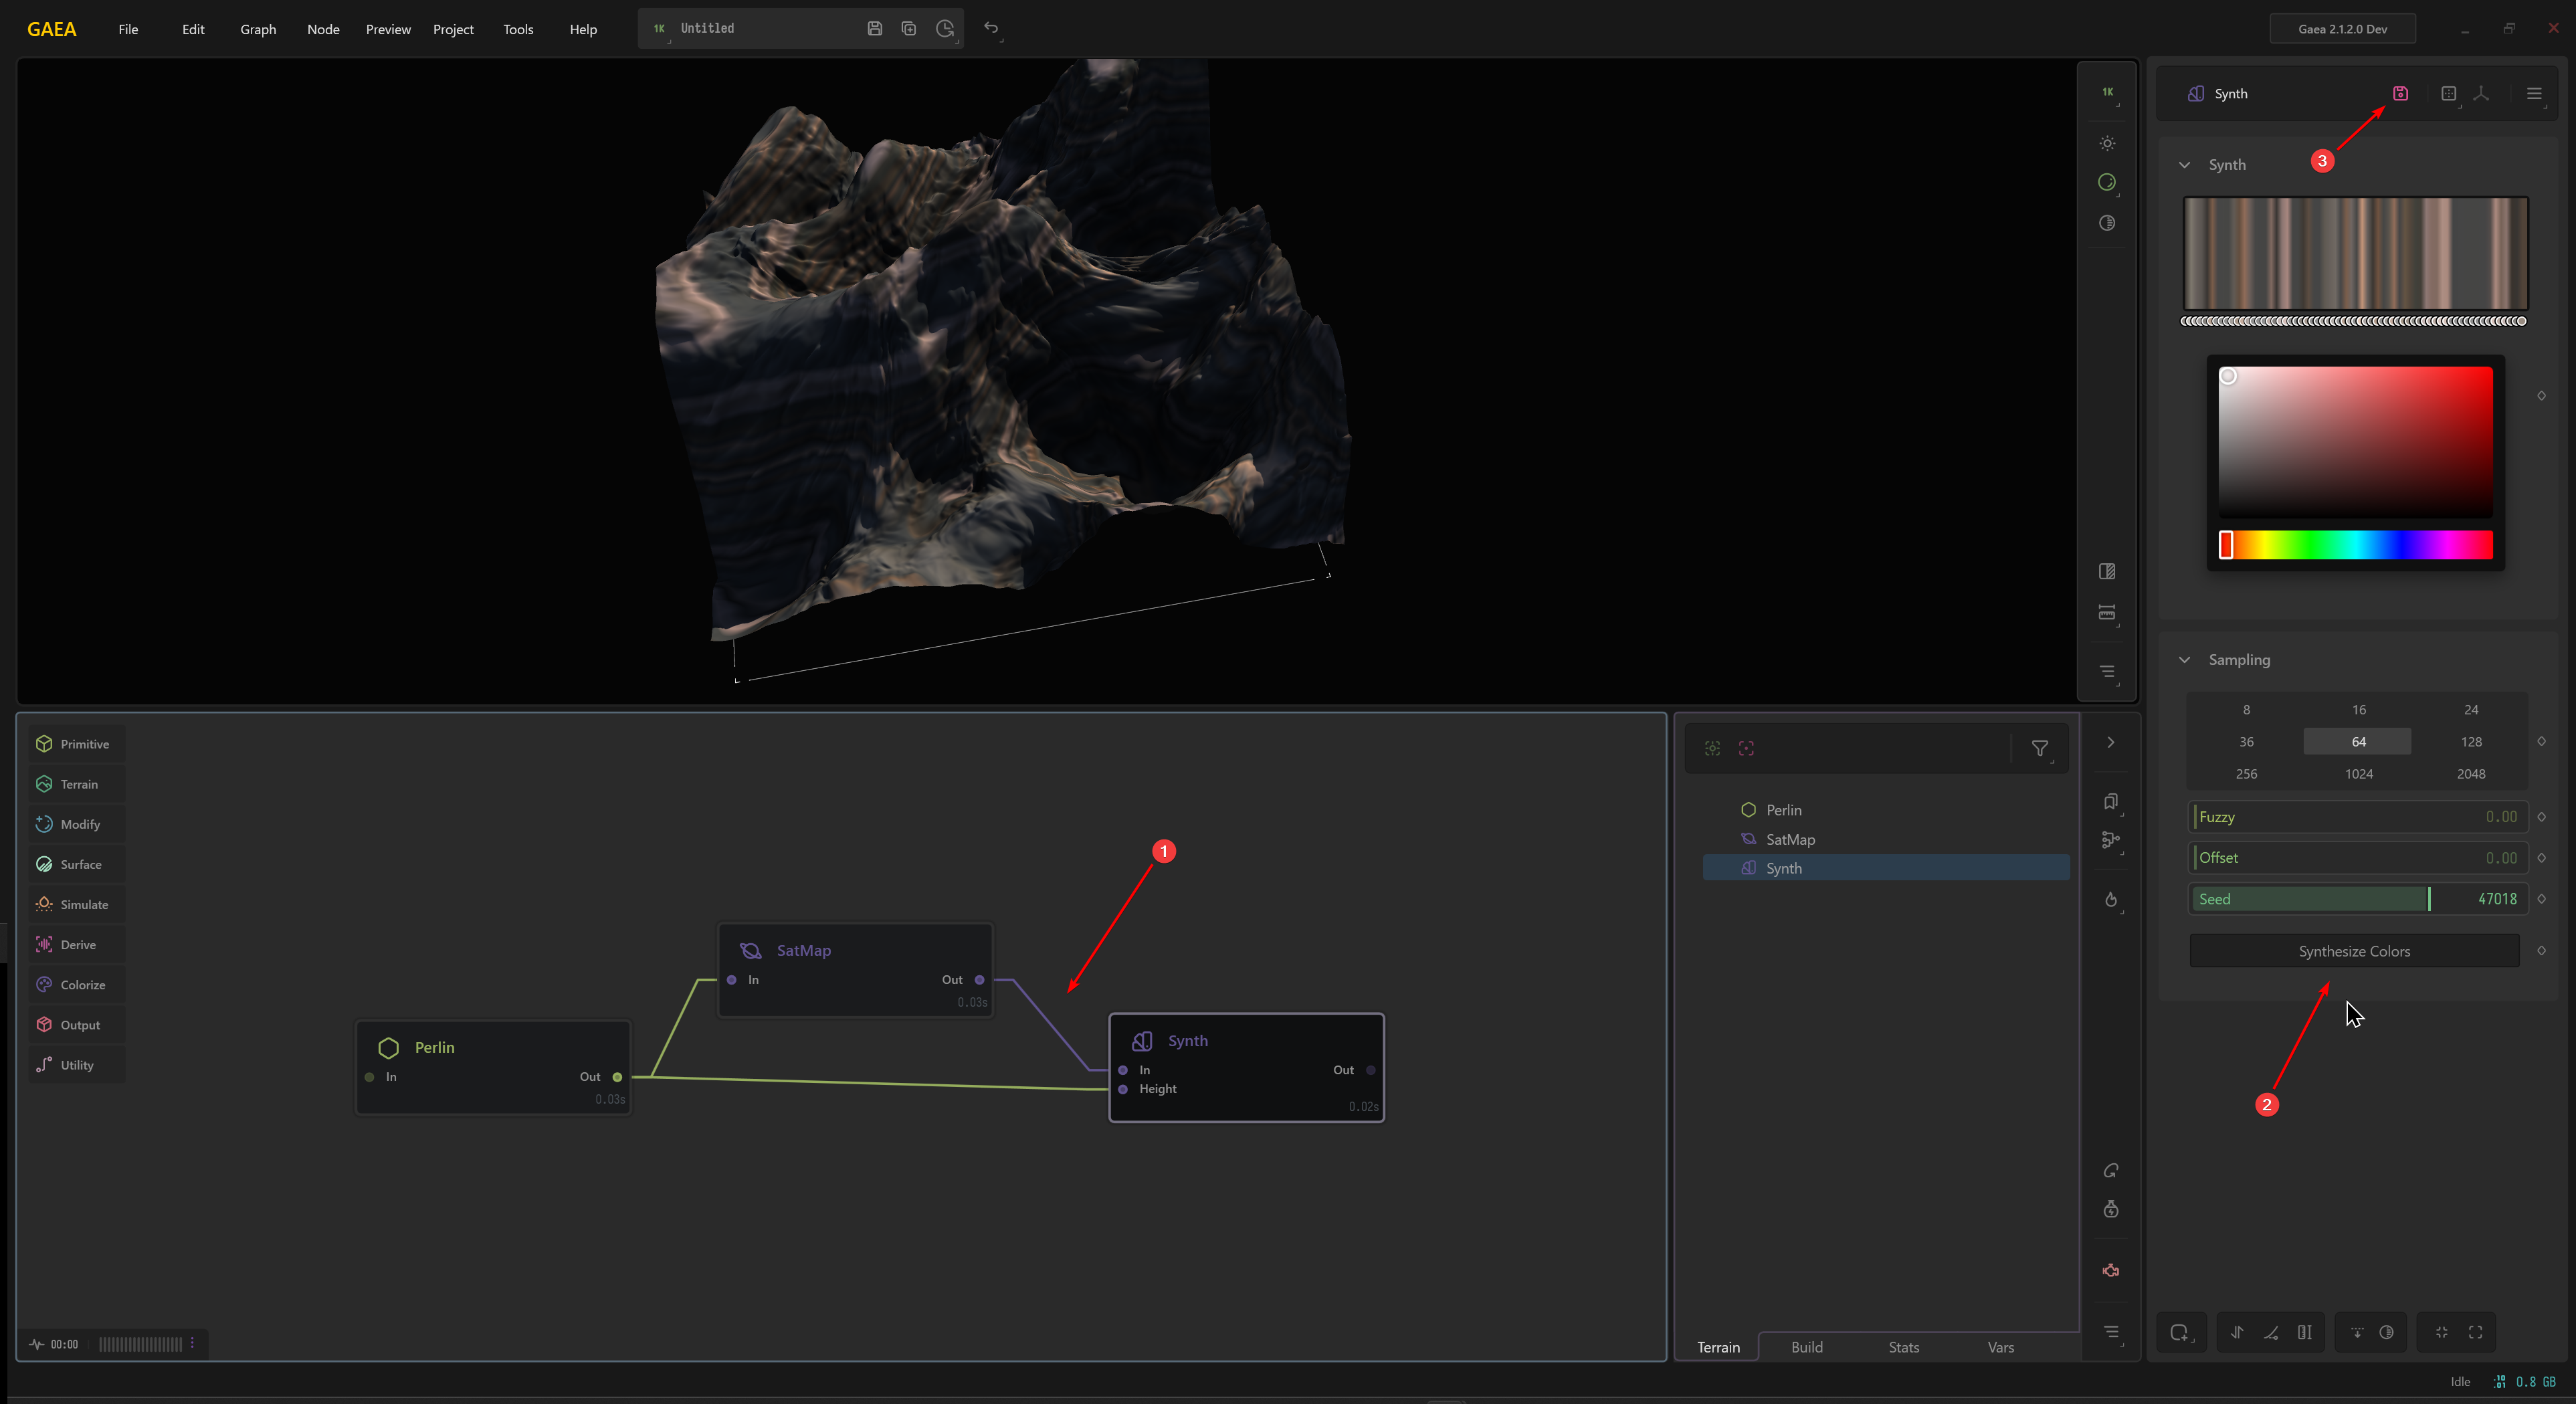 GAEA File Edit Graph Node Preview Project Tools Help 1K Untitled Gaea 2.1.2.0 Dev
1K
Synth
3
Synth
Sampling
8 16 24
36 64 128
256 1024 2048
Fuzzy 0.00
Offset 0.00
Seed 47018
Synthesize Colors
2
Primitive
Terrain
Modify
Surface
Simulate
Derive
Colorize
Output
Utility
1
SatMap
In Out
0.03s
Perlin
In Out
0.03s
Synth
In Out
Height
0.02s
00:00
Perlin
SatMap
Synth
Terrain Build Stats Vars
Idle 0.8 GB